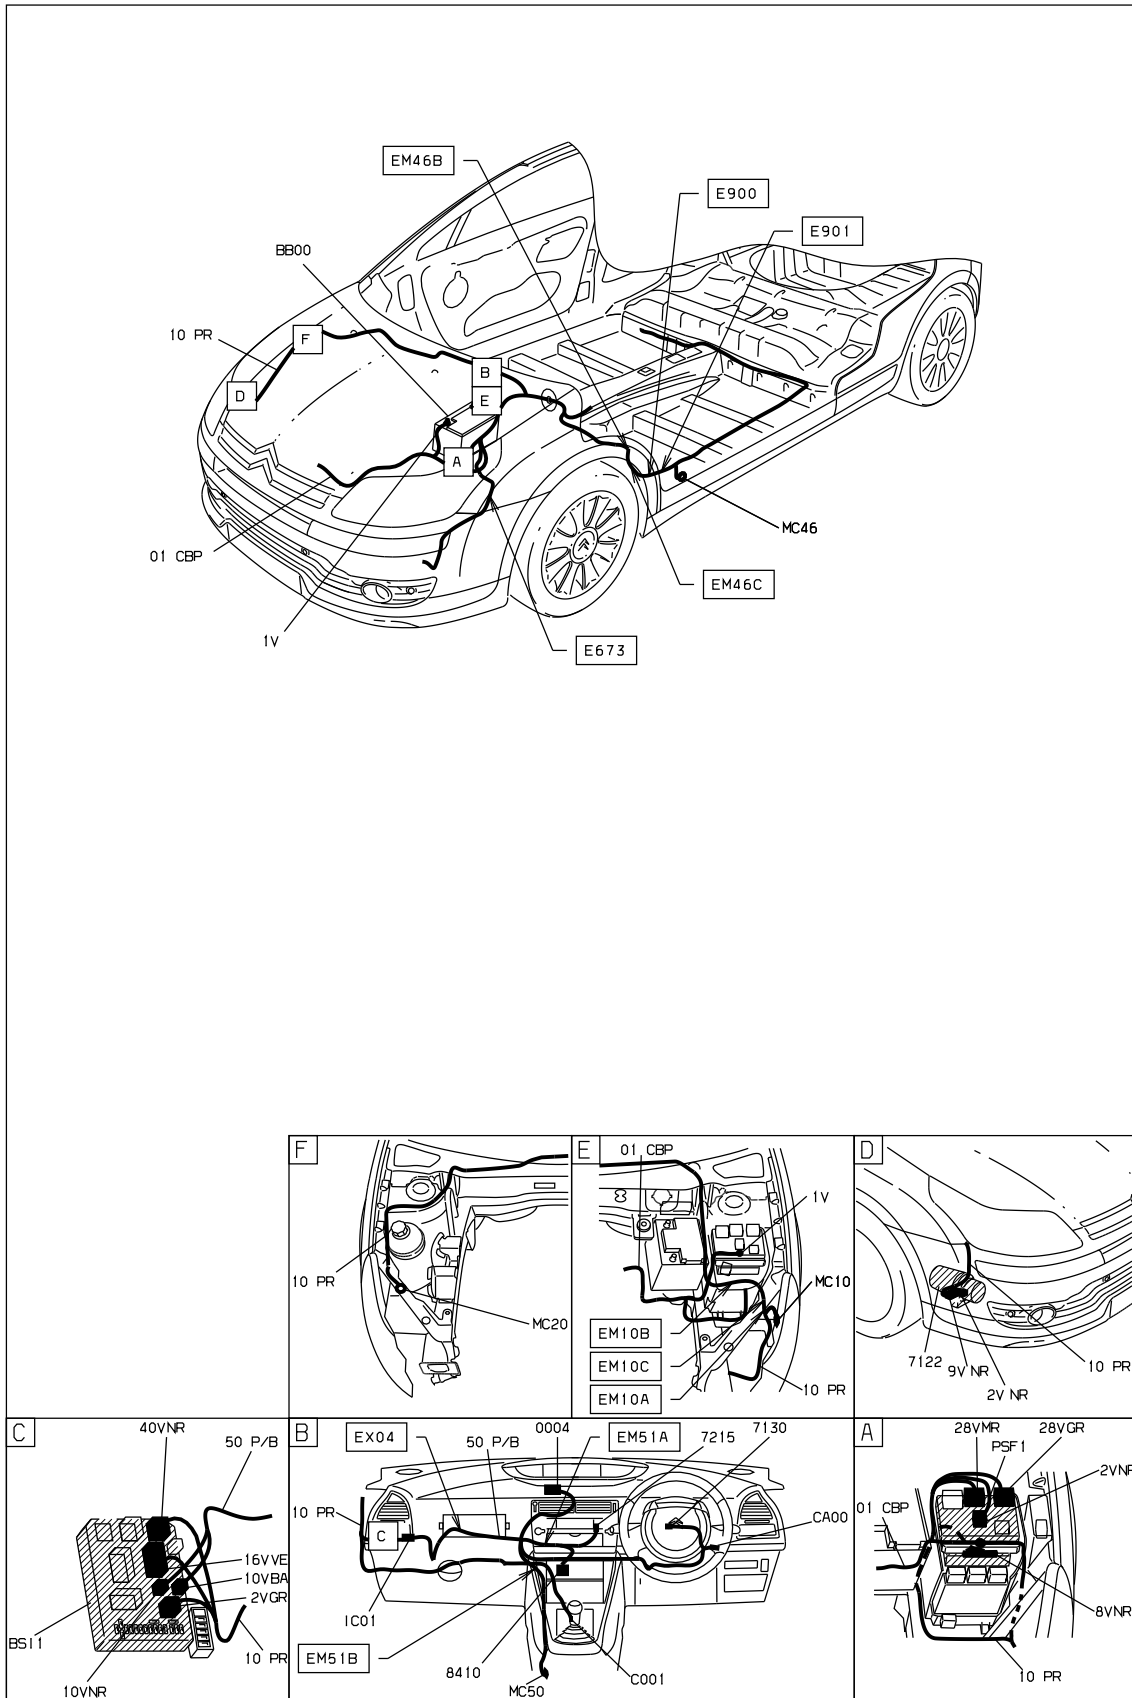 EM46B
E900
E901
BB00
10 PR
F
B
D
E
A
MC46
01 CBP
EM46C
1V
E673
F
E
01 CBP
D
1V
10 PR
MC10
MC20
EM10B
EM10C
EM10A
10 PR
7122
9V NR
2V NR
10 PR
C
40VNR
50 P/B
16VVE
10VBA
2VGR
BSI1
10 PR
10VNR
B
EX04
50 P/B
0004
EM51A
7215
7130
10 PR
C
CA00
IC01
EM51B
8410
MC50
C001
A
28VMR
28VGR
PSF1
2VNR
01 CBP
8VNR
10 PR